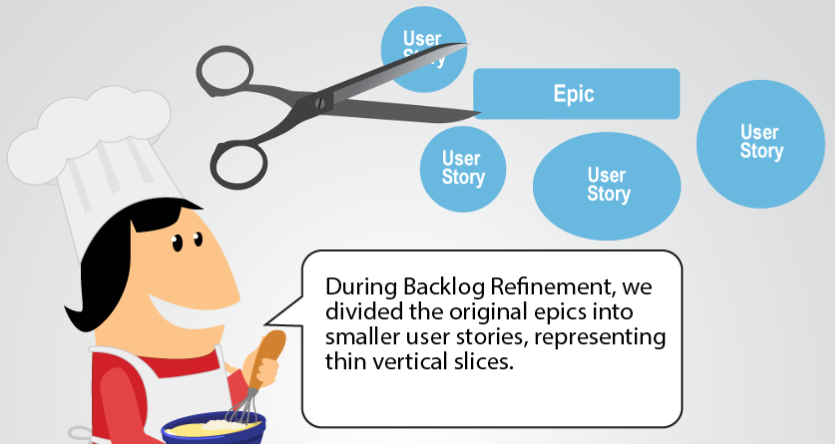 User
Story
Epic
User
Story
User
Story
User
Story
During Backlog Refinement, we
divided the original epics into
smaller user stories, representing
thin vertical slices.